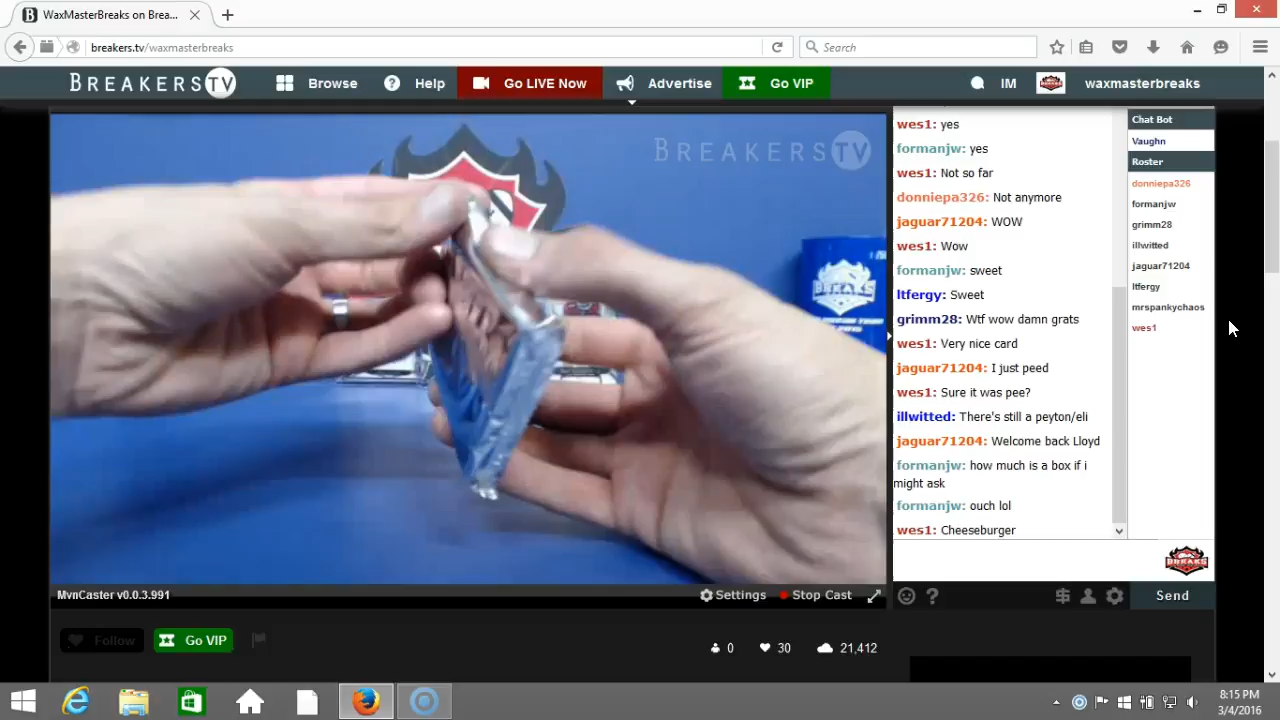 WaxMasterBreaks on Brea...
breakers.tv/waxmasterbreaks
Search
BREAKERSTV
Browse
Help
Go LIVE Now
Advertise
Go VIP
IM
waxmasterbreaks
BREAKERSTV
BREAKS
wes1: yes
formanjw: yes
wes1: Not so far
donniepa326: Not anymore
jaguar71204: WOW
wes1: Wow
formanjw: sweet
ltfergy: Sweet
grimm28: Wtf wow damn grats
wes1: Very nice card
jaguar71204: I just peed
wes1: Sure it was pee?
illwitted: There's still a peyton/eli
jaguar71204: Welcome back Lloyd
formanjw: how much is a box if i
might ask
formanjw: ouch lol
wes1: Cheeseburger
Chat Bot
Vaughn
Roster
donniepa326
formanjw
grimm28
illwitted
jaguar71204
ltfergy
mrspankychaos
wes1
BREAKS
Send
MvnCaster v0.0.3.991
Settings
Stop Cast
Follow
Go VIP
0
30
21,412
8:15 PM
3/4/2016